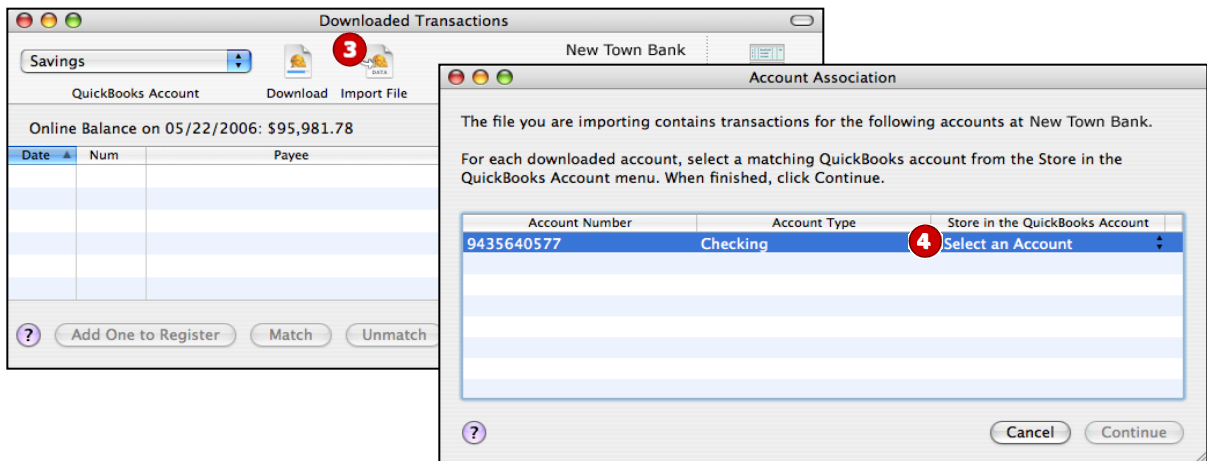 Downloaded Transactions
Savings
3
New Town Bank
QuickBooks Account
Download
DATA
Import File
Online Balance on 05/22/2006: $95,981.78
Date Num Payee
? Add One to Register Match Unmatch
Account Association
The file you are importing contains transactions for the following accounts at New Town Bank.
For each downloaded account, select a matching QuickBooks account from the Store in the
QuickBooks Account menu. When finished, click Continue.
Account Number Account Type Store in the QuickBooks Account
9435640577 Checking 4 Select an Account
? Cancel Continue